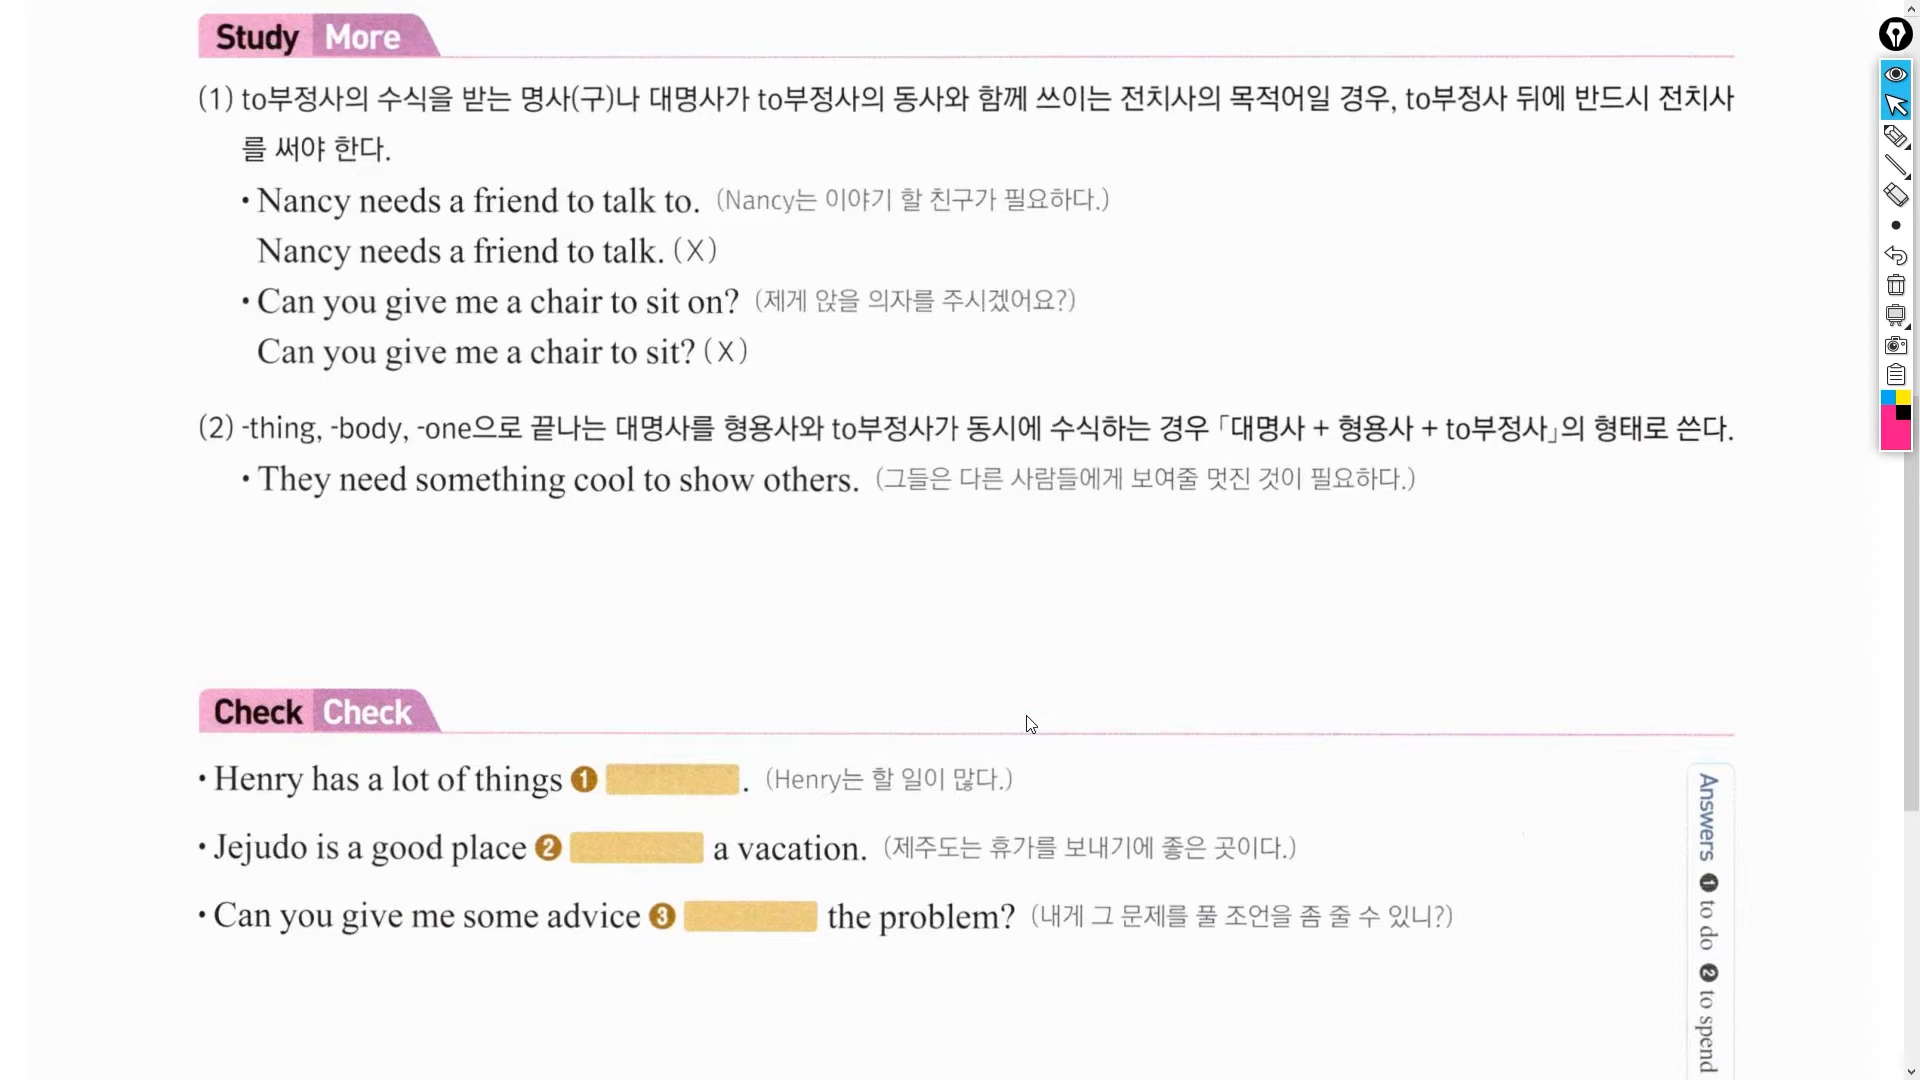 Study More
(1) to부정사의 수식을 받는 명사(구)나 대명사가 to부정사의 동사와 함께 쓰이는 전치사의 목적어일 경우, to부정사 뒤에 반드시 전치사
를 써야 한다.
• Nancy needs a friend to talk to. (Nancy는 이야기 할 친구가 필요하다.)
Nancy needs a friend to talk. (X)
• Can you give me a chair to sit on? (제게 앉을 의자를 주시겠어요?)
Can you give me a chair to sit? (X)
(2) -thing, -body, -one으로 끝나는 대명사를 형용사와 to부정사가 동시에 수식하는 경우 「대명사 + 형용사 + to부정사」의 형태로 쓴다.
• They need something cool to show others. (그들은 다른 사람들에게 보여줄 멋진 것이 필요하다.)
Check Check
• Henry has a lot of things ❶ . (Henry는 할 일이 많다.)
• Jejudo is a good place ❷ a vacation. (제주도는 휴가를 보내기에 좋은 곳이다.)
• Can you give me some advice ❸ the problem? (내게 그 문제를 풀 조언을 좀 줄 수 있니?)
Answers ❶ to do ❷ to spend